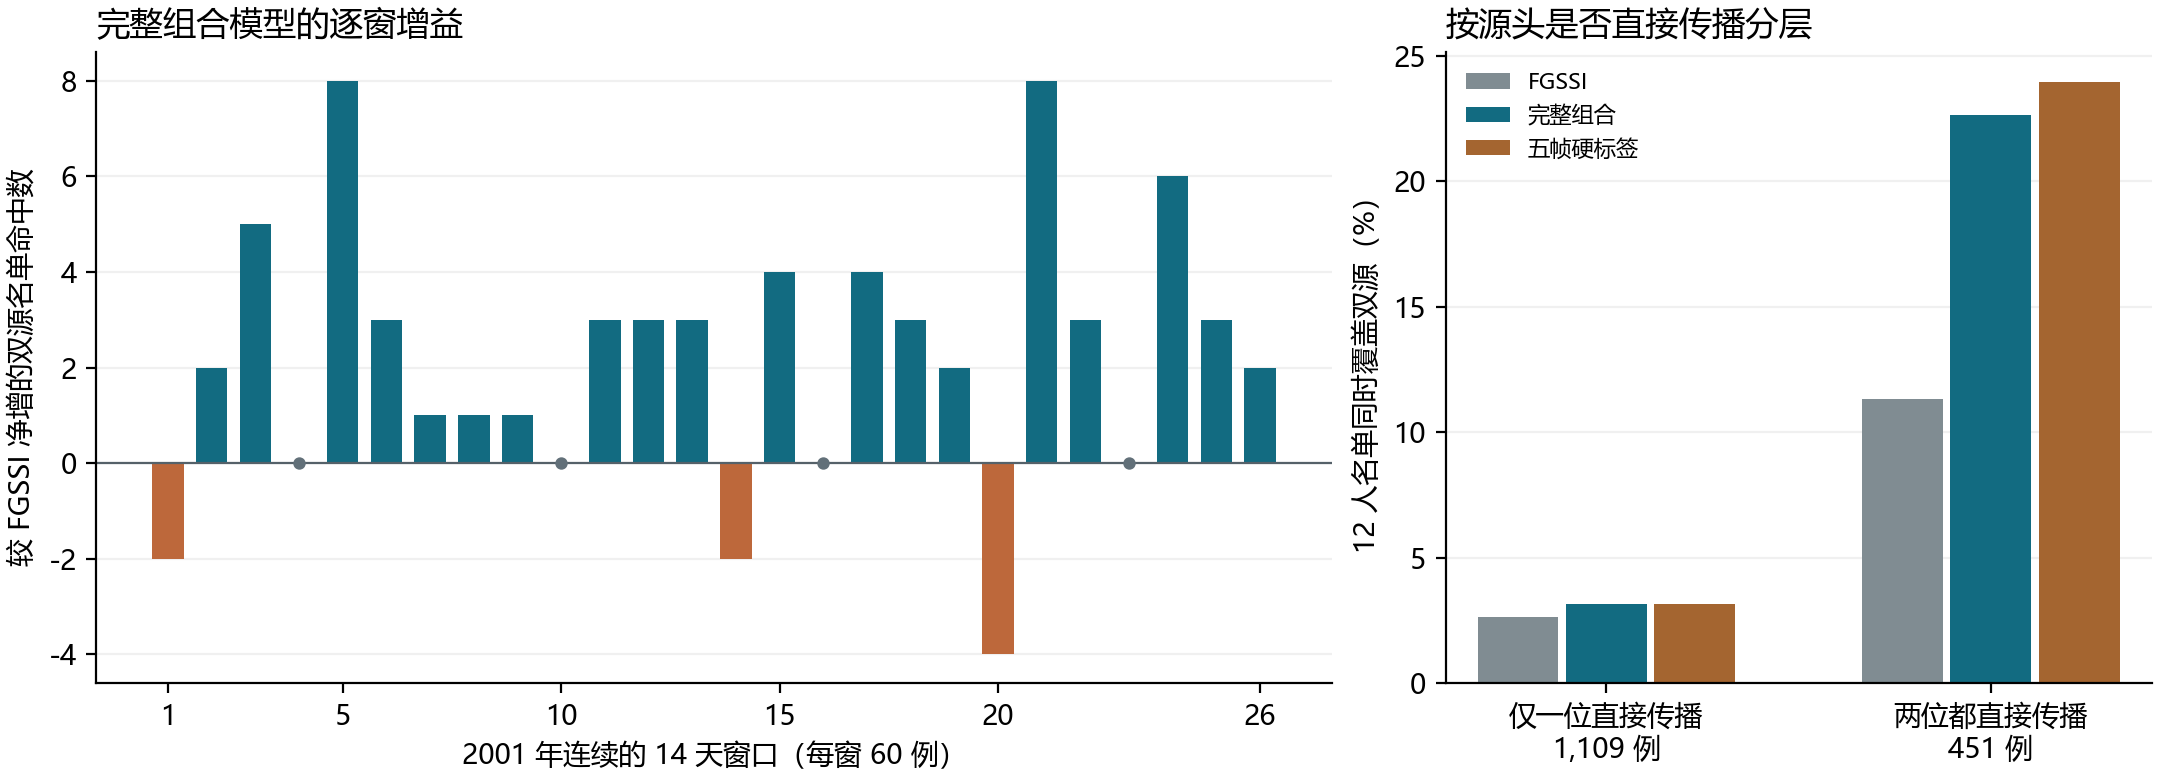 完整组合模型的逐窗增益
较 FGSSI 净增的双源名单命中数
8
6
4
2
0
-2
-4
1
5
10
15
20
26
2001 年连续的 14 天窗口（每窗 60 例）
按源头是否直接传播分层
12 人名单同时覆盖双源（%）
25
20
15
10
5
0
FGSSI
完整组合
五帧硬标签
仅一位直接传播
1,109 例
两位都直接传播
451 例